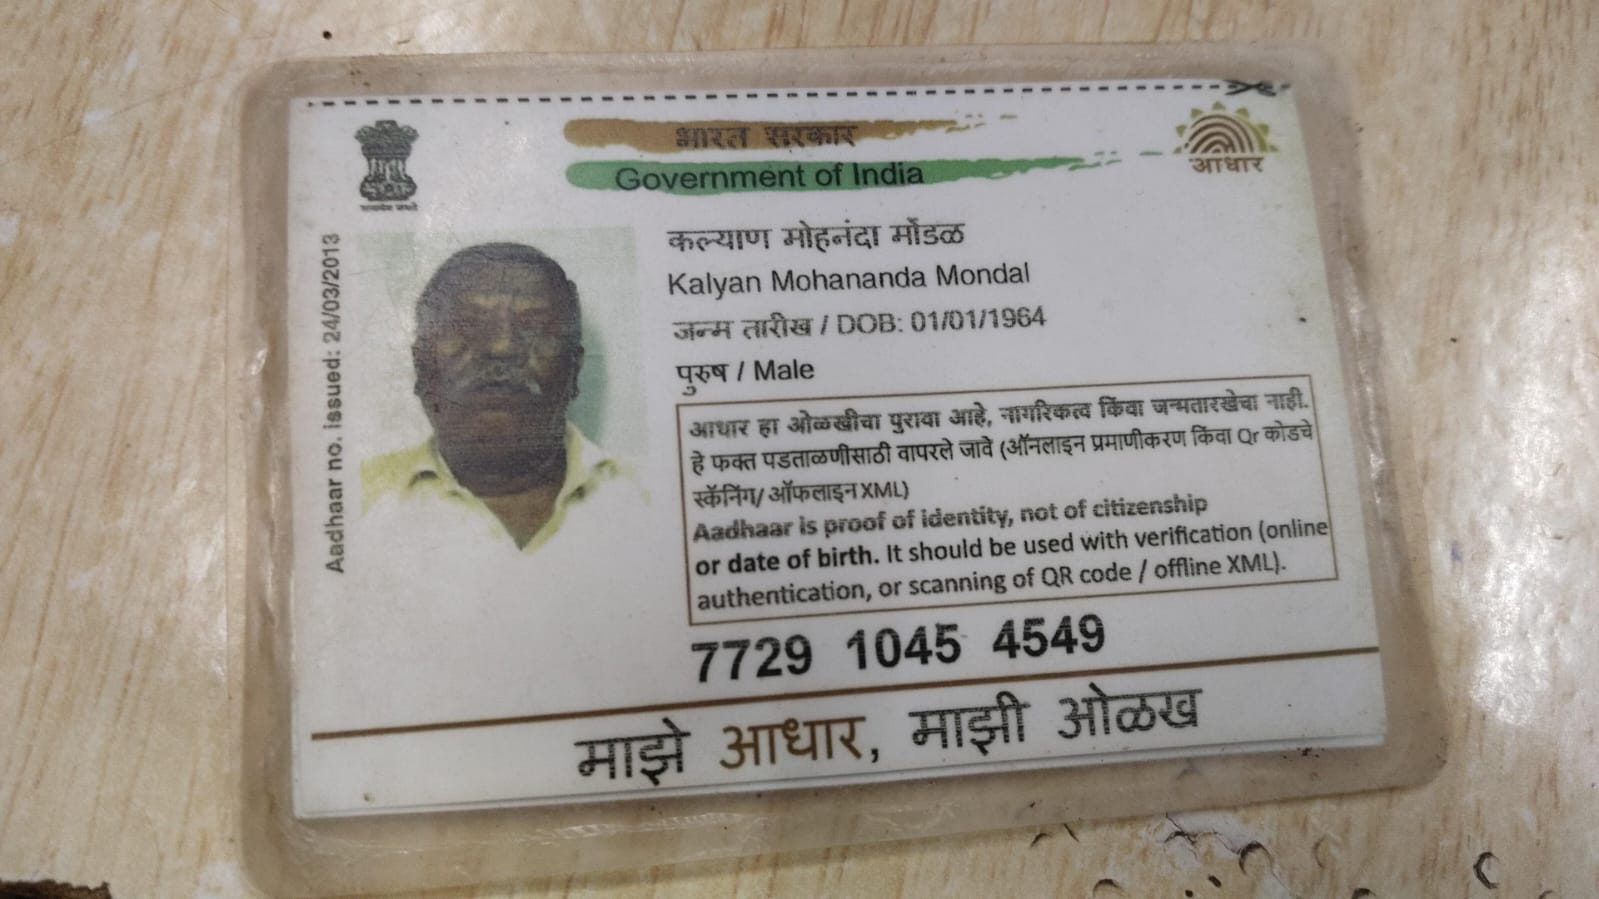 भारत सरकार
Government of India
आधार
Aadhaar no. issued: 24/03/2013
कल्याण मोहनंदा मोंडळ
Kalyan Mohananda Mondal
जन्म तारीख / DOB: 01/01/1964
पुरुष / Male
आधार हा ओळखीचा पुरावा आहे, नागरिकत्व किंवा जन्मतारखेचा नाही.
हे फक्त पडताळणीसाठी वापरले जावे (ऑनलाइन प्रमाणीकरण किंवा Qr कोडचे
स्कॅनिंग/ ऑफलाइन XML)
Aadhaar is proof of identity, not of citizenship
or date of birth. It should be used with verification (online
authentication, or scanning of QR code / offline XML).
7729 1045 4549
माझे आधार, माझी ओळख